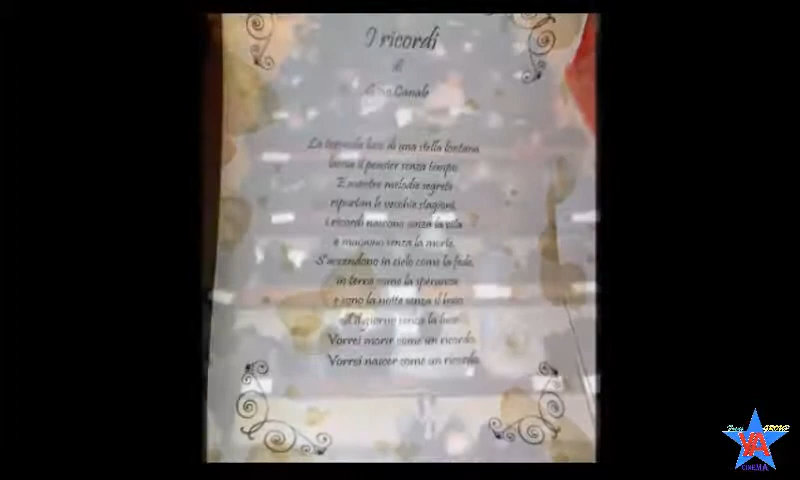 I ricordi
di
Canale
La luce di una stella lontana
il pensier senza tempo.
E mentre melodie segrete
riportan le vecchie stagioni,
i ricordi nascono senza la vita
e muoiono senza la morte.
S'accendono in cielo come la fede,
in terra come la speranza
e sono la notte senza il buio
il giorno senza la luce.
Vorrei morir come un ricordo.
Vorrei nascer come un ricordo.
YA
CINEMA